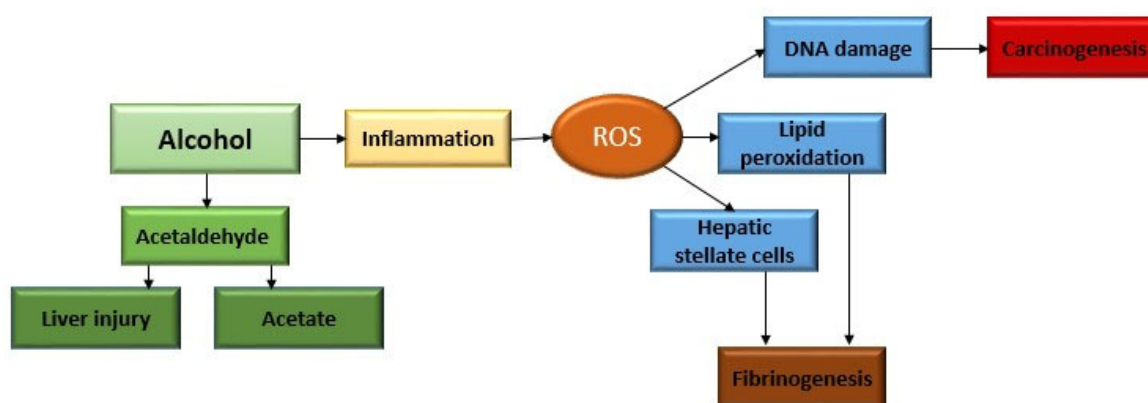 DNA damage
Carcinogenesis
Alcohol
Inflammation
ROS
Lipid
peroxidation
Acetaldehyde
Hepatic
stellate cells
Liver injury
Acetate
Fibrinogenesis